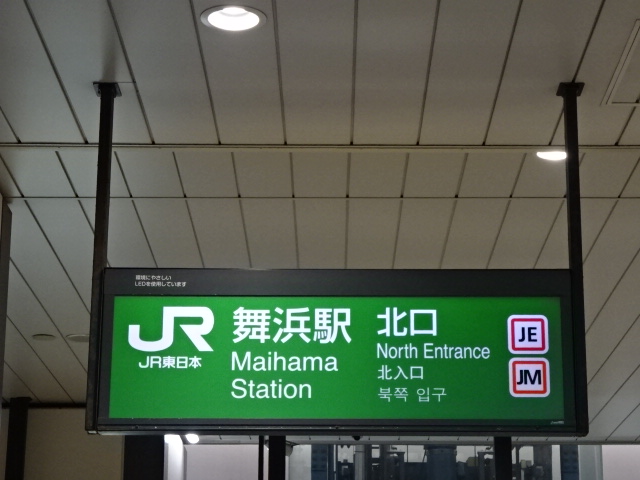 環境にやさしい
LEDを使用しています
JR
JR東日本
舞浜駅
Maihama
Station
北口
North Entrance
北入口
북쪽 입구
JE
JM